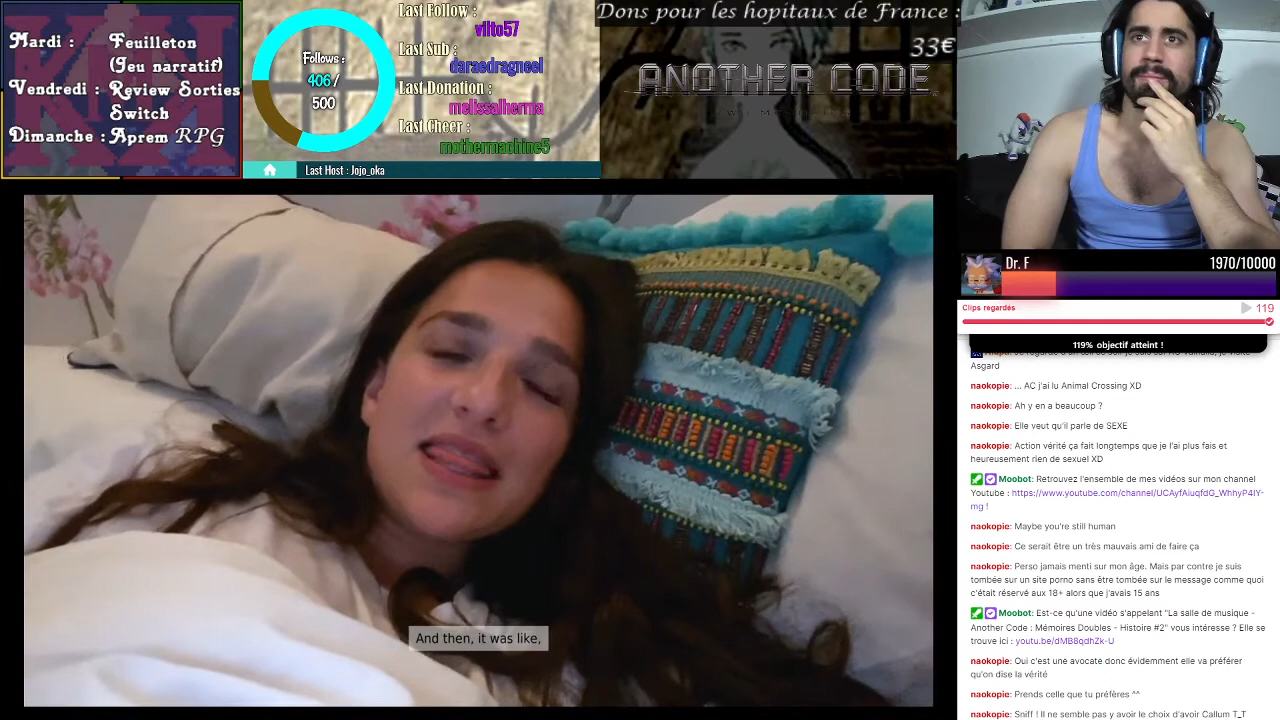 Mardi :
Feuilleton
(Jeu narratif)
Vendredi :
Review Sorties
Switch
Dimanche :
Aprem RPG
Follows :
406/
500
Last Follow :
vilto57
Last Sub :
daraedragneel
Last Donation :
melissalherma
Last Cheer :
mothermachine5
Last Host : Jojo_oka
Dons pour les hopitaux de France :
33€
ANOTHER CODE
Dr. F
1970/10000
Clips regardés
119
119% objectif atteint !
Asgard
naokopie: ... AC j'ai lu Animal Crossing XD
naokopie: Ah y en a beaucoup ?
naokopie: Elle veut qu'il parle de SEXE
naokopie: Action vérité ça fait longtemps que je l'ai plus fais et
heureusement rien de sexuel XD
Moobot: Retrouvez l'ensemble de mes vidéos sur mon channel
Youtube : https://www.youtube.com/channel/UCAyfAiuqfdG_WhhyP4IY-
mg !
naokopie: Maybe you're still human
naokopie: Ce serait être un très mauvais ami de faire ça
naokopie: Perso jamais menti sur mon âge. Mais par contre je suis
tombée sur un site porno sans être tombée sur le message comme quoi
c'était réservé aux 18+ alors que j'avais 15 ans
Moobot: Est-ce qu'une vidéo s'appelant "La salle de musique -
Another Code : Mémoires Doubles - Histoire #2" vous intéresse ? Elle se
trouve ici : youtu.be/dMB8qdhZk-U
naokopie: Oui c'est une avocate donc évidemment elle va préférer
qu'on dise la vérité
naokopie: Prends celle que tu préfères ^^
naokopie: Sniff ! Il ne semble pas y avoir le choix d'avoir Callum T_T
And then, it was like,